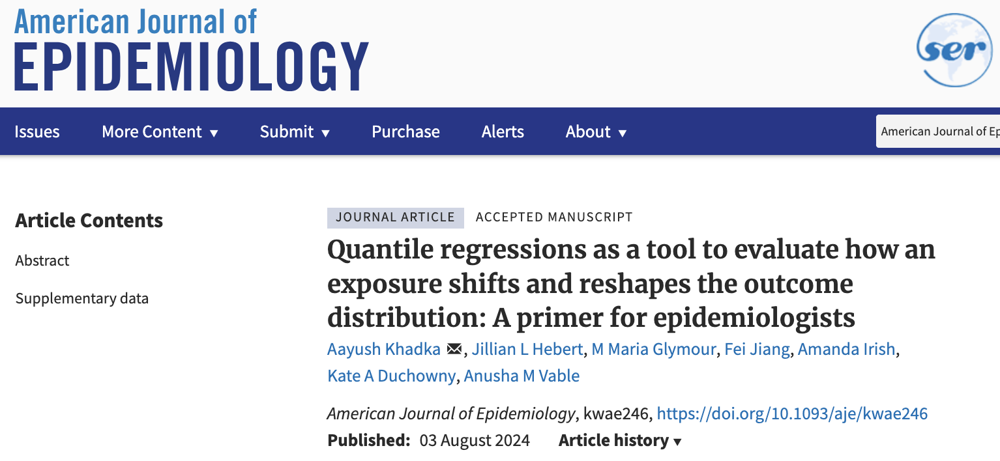 American Journal of
EPIDEMIOLOGY
ser
Issues More Content ▼ Submit ▼ Purchase Alerts About ▼ American Journal of Ep
Article Contents
Abstract
Supplementary data
JOURNAL ARTICLE ACCEPTED MANUSCRIPT
Quantile regressions as a tool to evaluate how an
exposure shifts and reshapes the outcome
distribution: A primer for epidemiologists
Aayush Khadka ✉, Jillian L Hebert, M Maria Glymour, Fei Jiang, Amanda Irish,
Kate A Duchowny, Anusha M Vable
American Journal of Epidemiology, kwae246, https://doi.org/10.1093/aje/kwae246
Published: 03 August 2024 Article history ▼